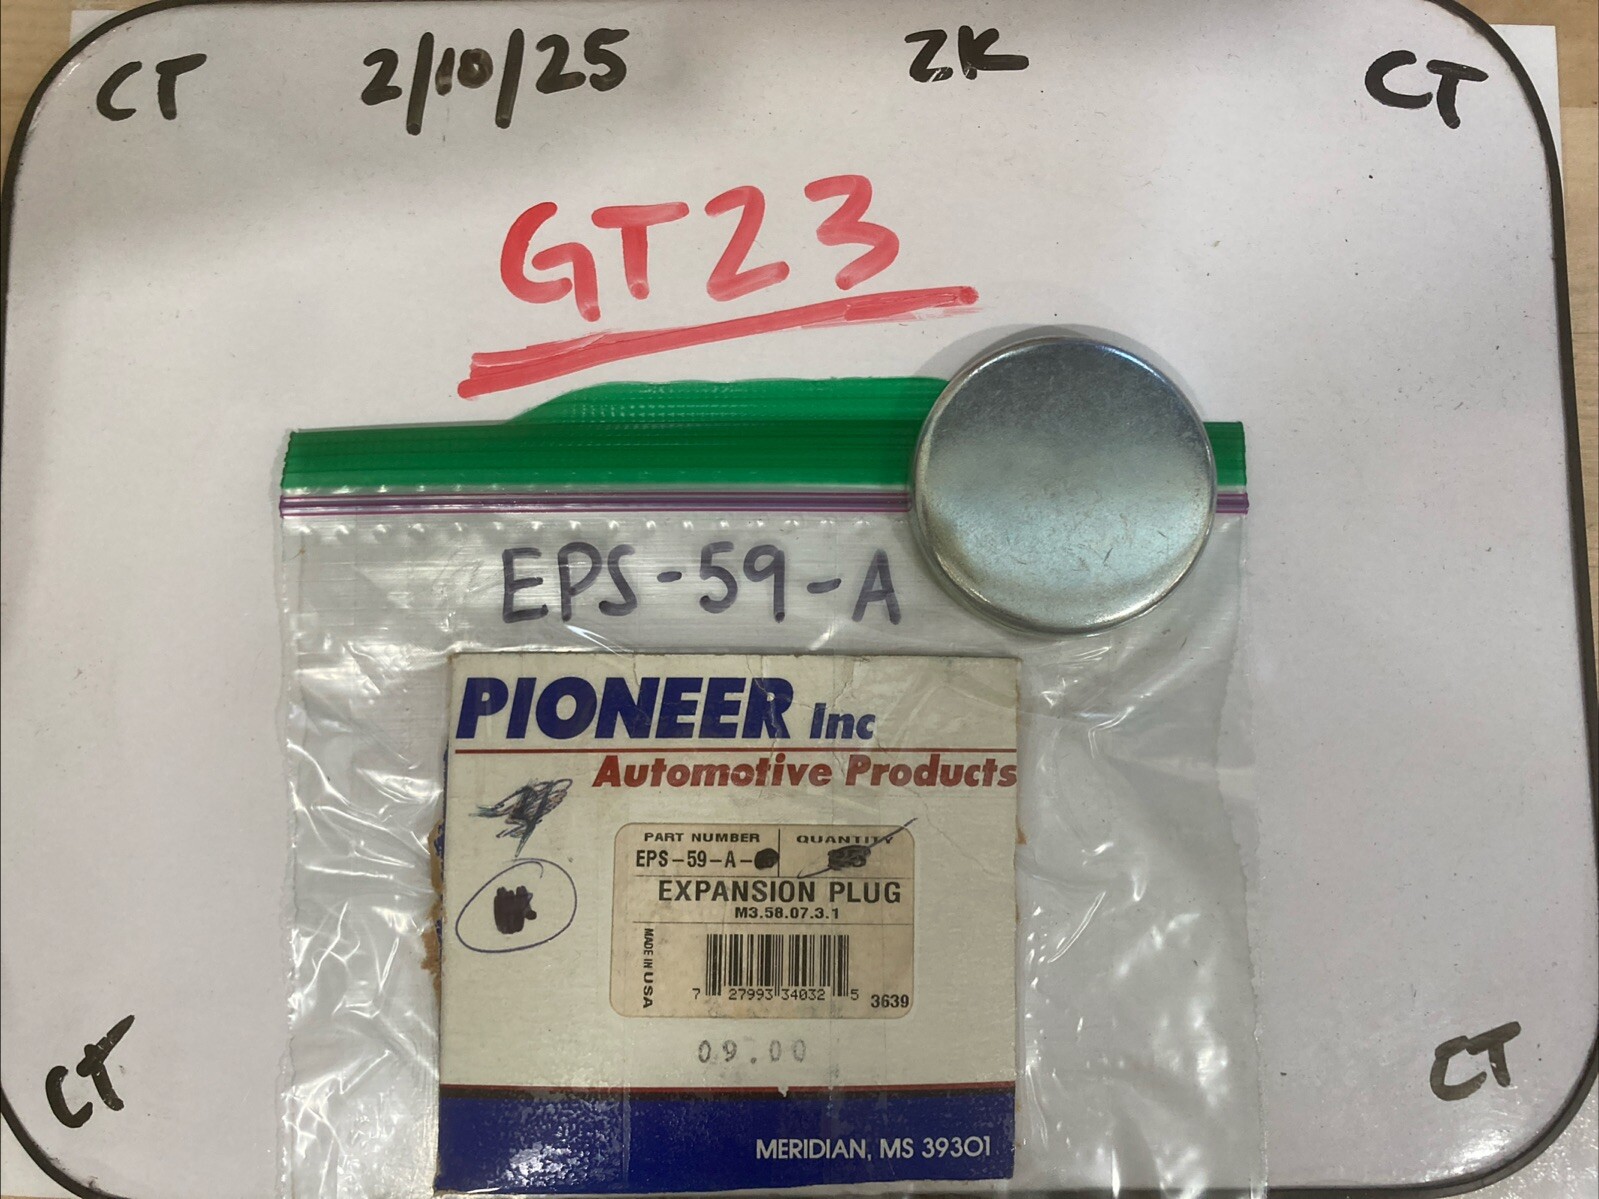 CT 2/10/25 ZK CT
GT23
EPS-59-A
PIONEER Inc
Automotive Products
PART NUMBER QUANTITY
EPS-59-A-
EXPANSION PLUG
M3.58.07.3.1
MADE IN USA
7 27993 34032 5 3639
09.00
MERIDIAN, MS 39301
CT CT